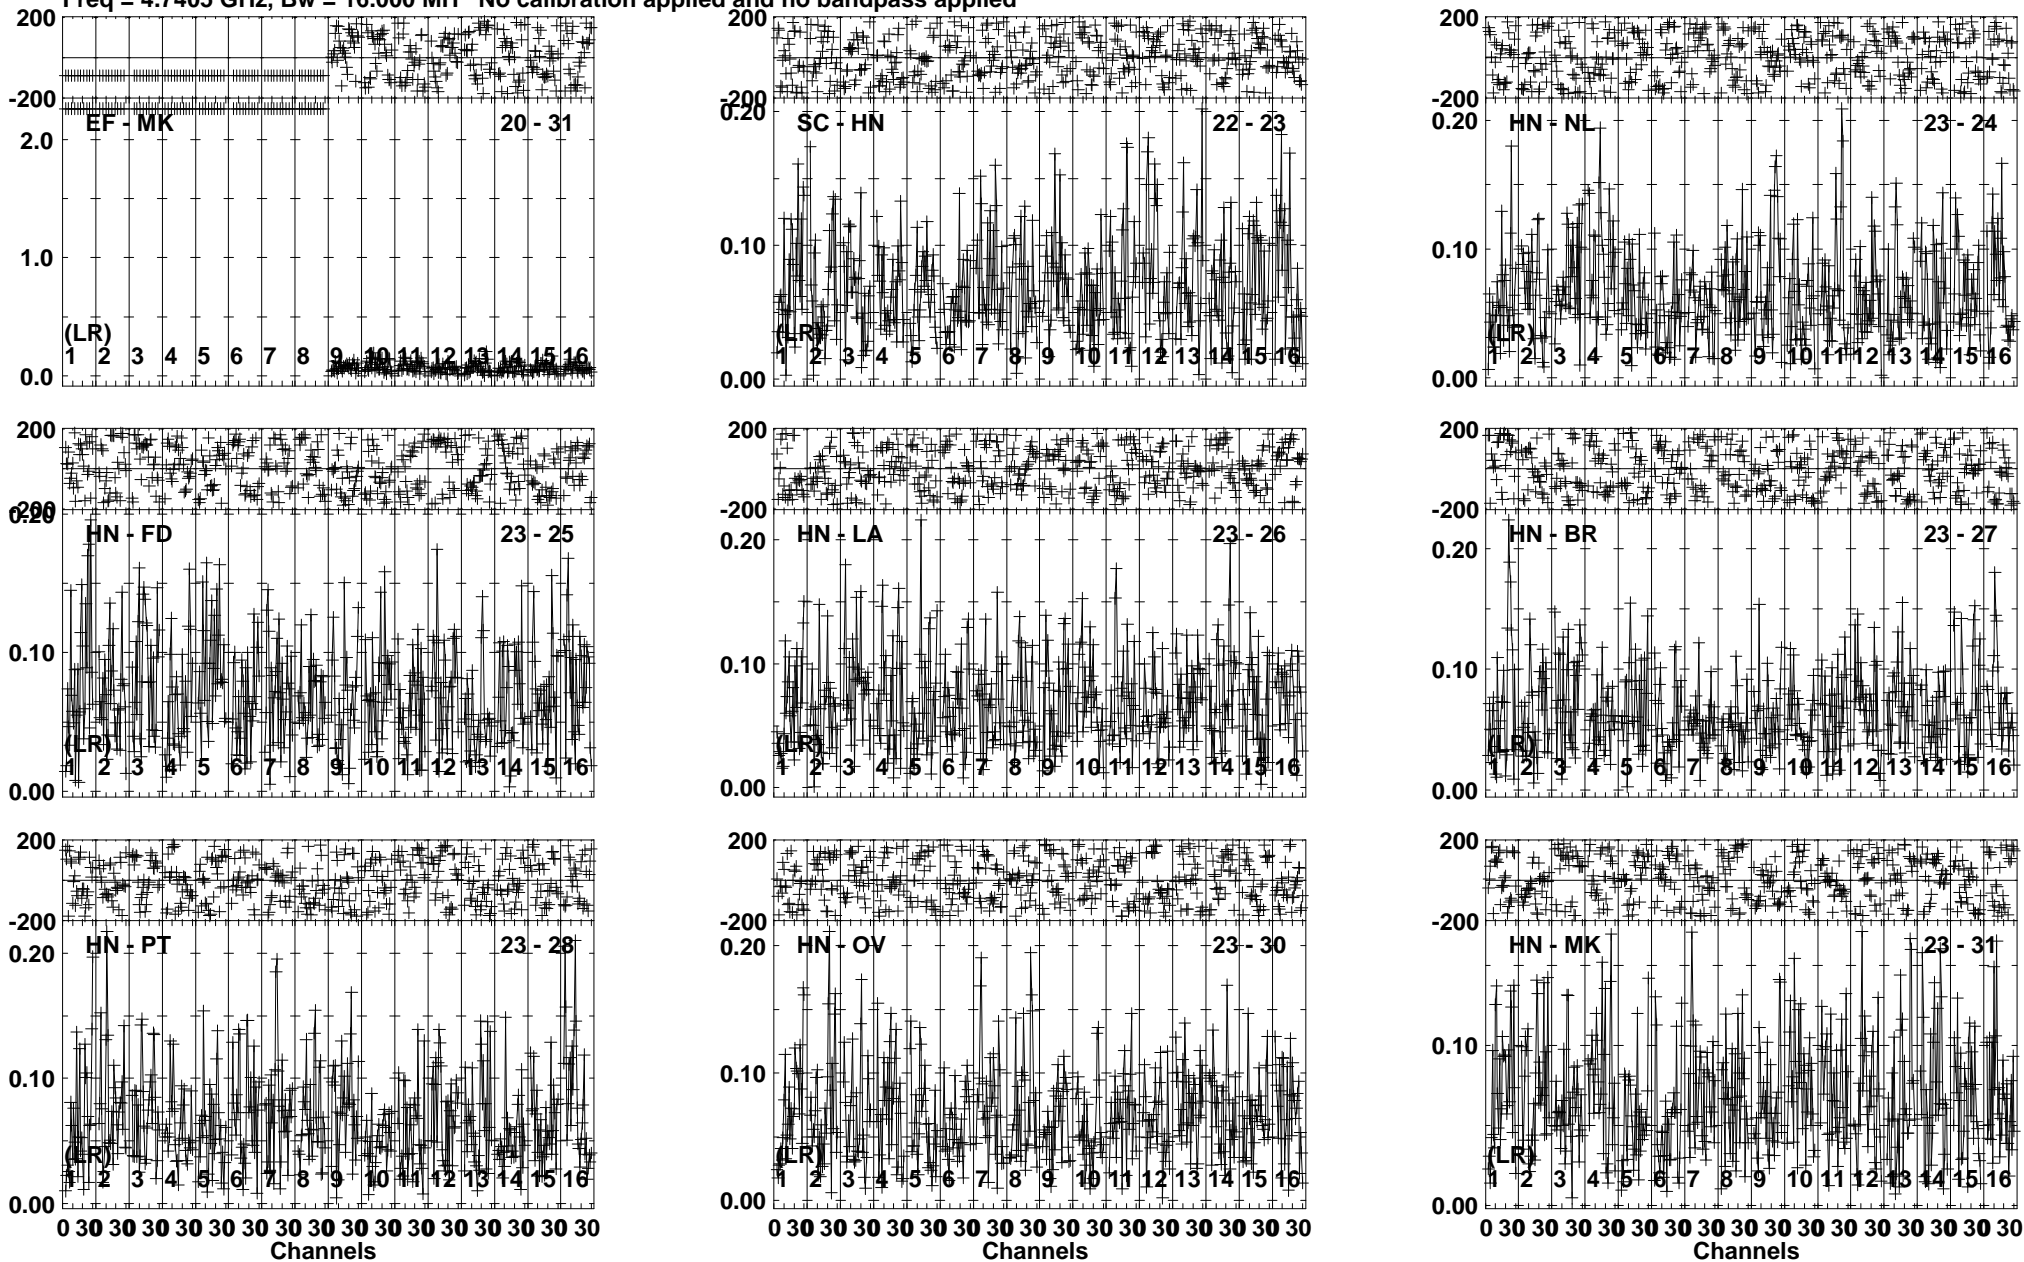 Freq = 4.7405 GHz, Bw = 16.000 MH No calibration applied and no bandpass applied
200 200 200
-200 -200 -200
EF - MK 20 - 31 SC - HN 22 - 23 HN - NL 23 - 24
2.0 0.20 0.20
1.0 0.10 0.10
(LR) (LR) (LR)
1 2 3 4 5 6 7 8 9 10 11 12 13 14 15 16 1 2 3 4 5 6 7 8 9 10 11 12 13 14 15 16 1 2 3 4 5 6 7 8 9 10 11 12 13 14 15 16
0.0 0.00 0.00
200 200 200
-200 -200 -200
HN - FD 23 - 25 HN - LA 23 - 26 HN - BR 23 - 27
0.20 0.20 0.20
0.10 0.10 0.10
(LR) (LR) (LR)
1 2 3 4 5 6 7 8 9 10 11 12 13 14 15 16 1 2 3 4 5 6 7 8 9 10 11 12 13 14 15 16 1 2 3 4 5 6 7 8 9 10 11 12 13 14 15 16
0.00 0.00 0.00
200 200 200
-200 -200 -200
HN - PT 23 - 28 HN - OV 23 - 30 HN - MK 23 - 31
0.20 0.20
0.10 0.10 0.10
(LR) (LR) (LR)
1 2 3 4 5 6 7 8 9 10 11 12 13 14 15 16 1 2 3 4 5 6 7 8 9 10 11 12 13 14 15 16 1 2 3 4 5 6 7 8 9 10 11 12 13 14 15 16
0.00 0.00 0.00
0 30 30 30 30 30 30 30 30 30 30 30 30 30 30 30 30 0 30 30 30 30 30 30 30 30 30 30 30 30 30 30 30 30 0 30 30 30 30 30 30 30 30 30 30 30 30 30 30 30 30
Channels Channels Channels